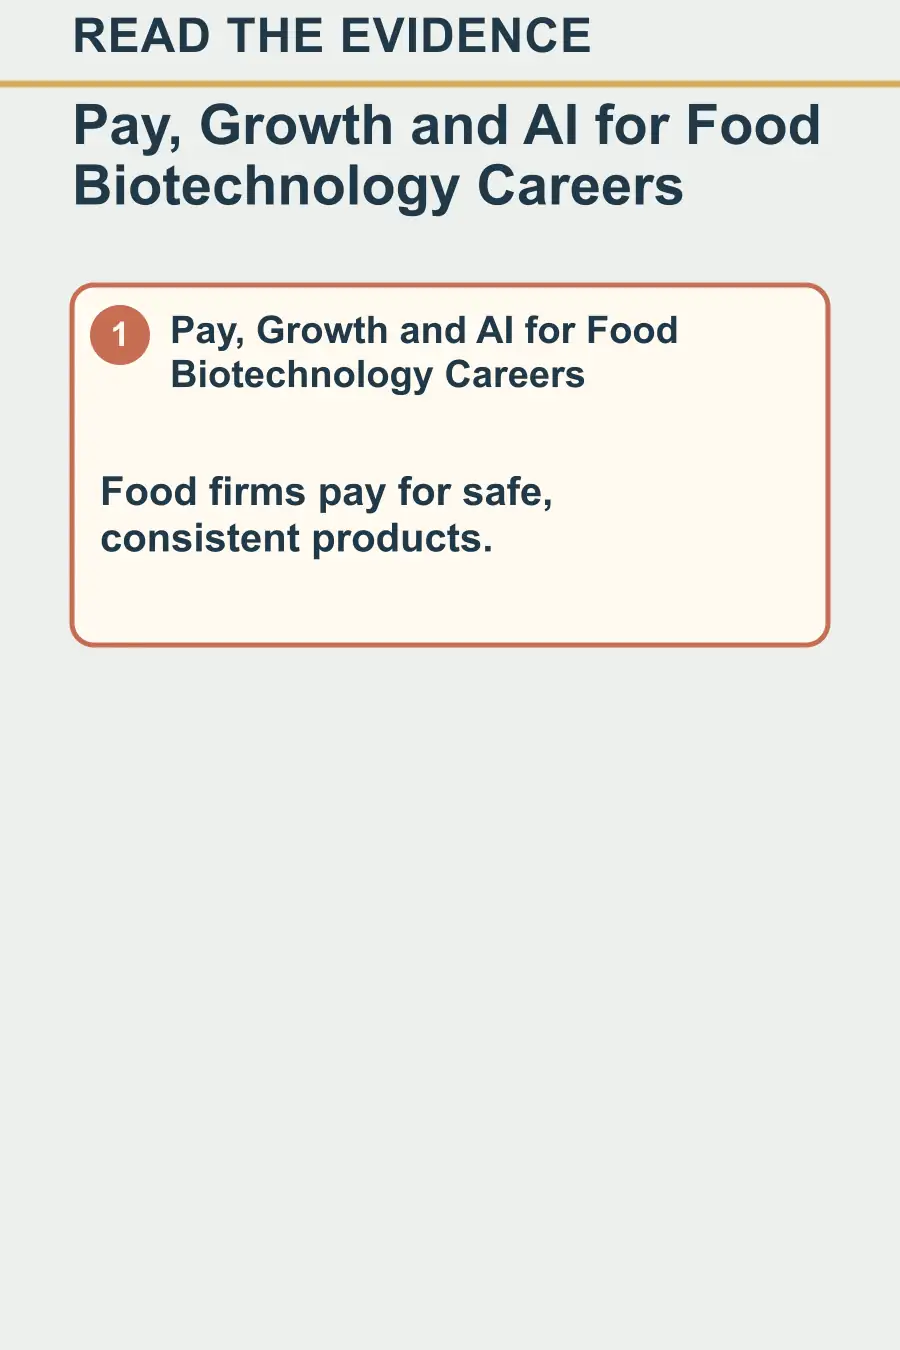 READ THE EVIDENCE
Pay, Growth and AI for Food
Biotechnology Careers
1
Pay, Growth and AI for Food
Biotechnology Careers
Food firms pay for safe,
consistent products.